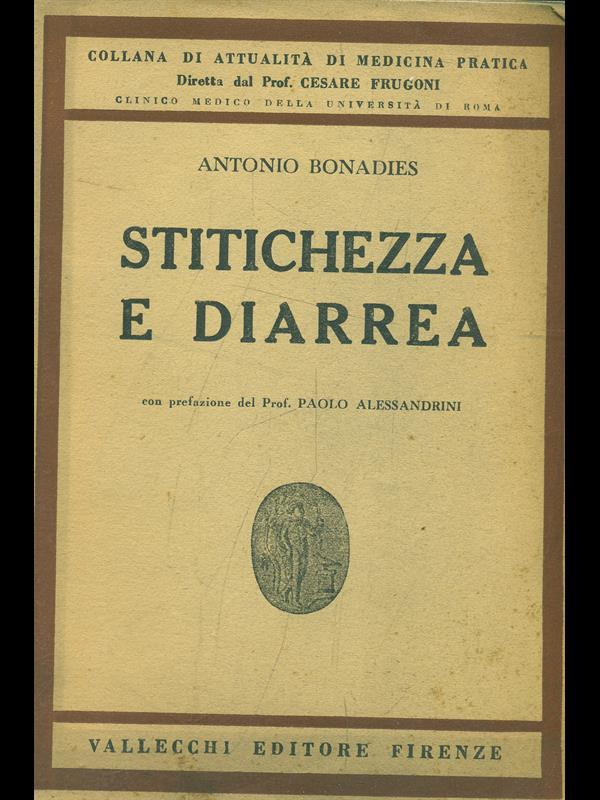 COLLANA DI ATTUALITÀ DI MEDICINA PRATICA
Diretta dal Prof. CESARE FRUGONI
CLINICO MEDICO DELLA UNIVERSITÀ DI ROMA
ANTONIO BONADIES
STITICHEZZA
E DIARREA
con prefazione del Prof. PAOLO ALESSANDRINI
VALLECCHI EDITORE FIRENZE